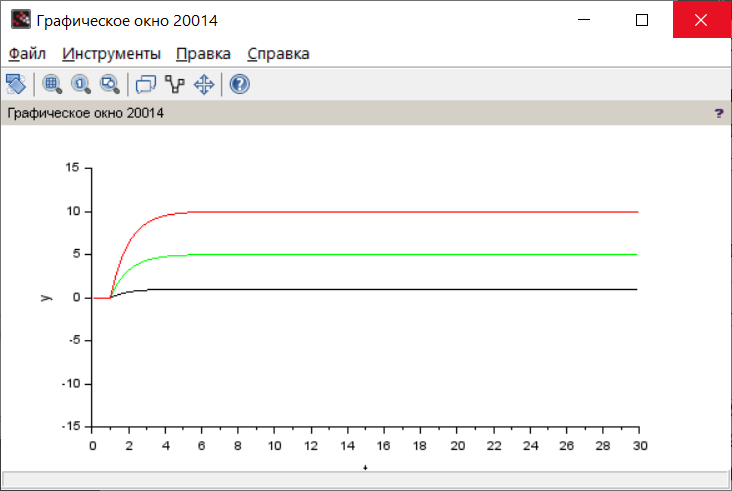 Графическое окно 20014
Файл Инструменты Правка Справка
Графическое окно 20014 ?
15
10
5
0
-5
-10
-15
y
0 2 4 6 8 10 12 14 16 18 20 22 24 26 28 30